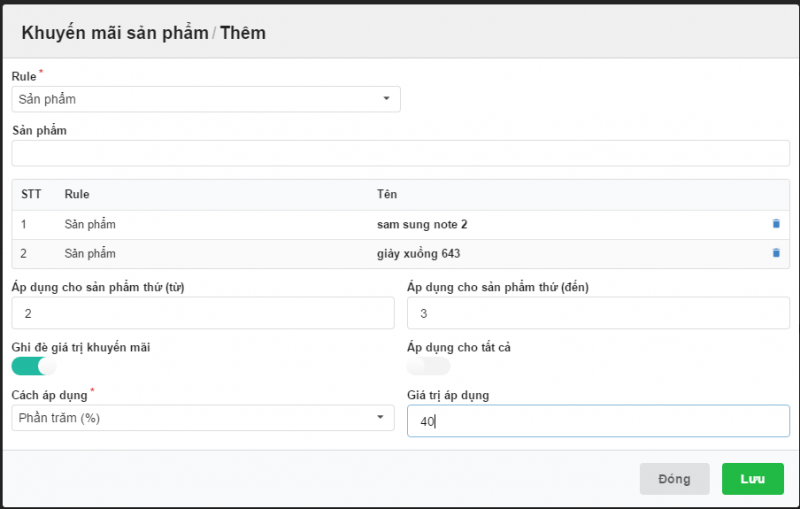 Khuyến mãi sản phẩm / Thêm
Rule *
Sản phẩm
Sản phẩm
STT Rule Tên
1 Sản phẩm sam sung note 2
2 Sản phẩm giày xuồng 643
Áp dụng cho sản phẩm thứ (từ) Áp dụng cho sản phẩm thứ (đến)
2 3
Ghi đè giá trị khuyến mãi Áp dụng cho tất cả
Cách áp dụng * Giá trị áp dụng
Phần trăm (%) 40
Đóng Lưu